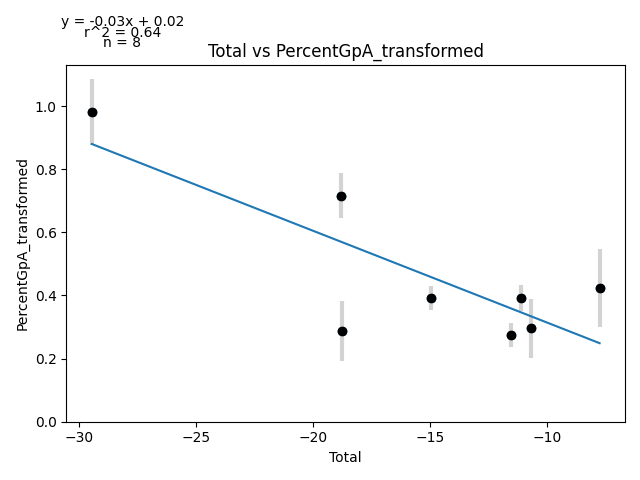 y = -0.03x + 0.02
r^2 = 0.64
n = 8
Total vs PercentGpA_transformed
PercentGpA_transformed
1.0
0.8
0.6
0.4
0.2
0.0
−30
−25
−20
−15
−10
Total